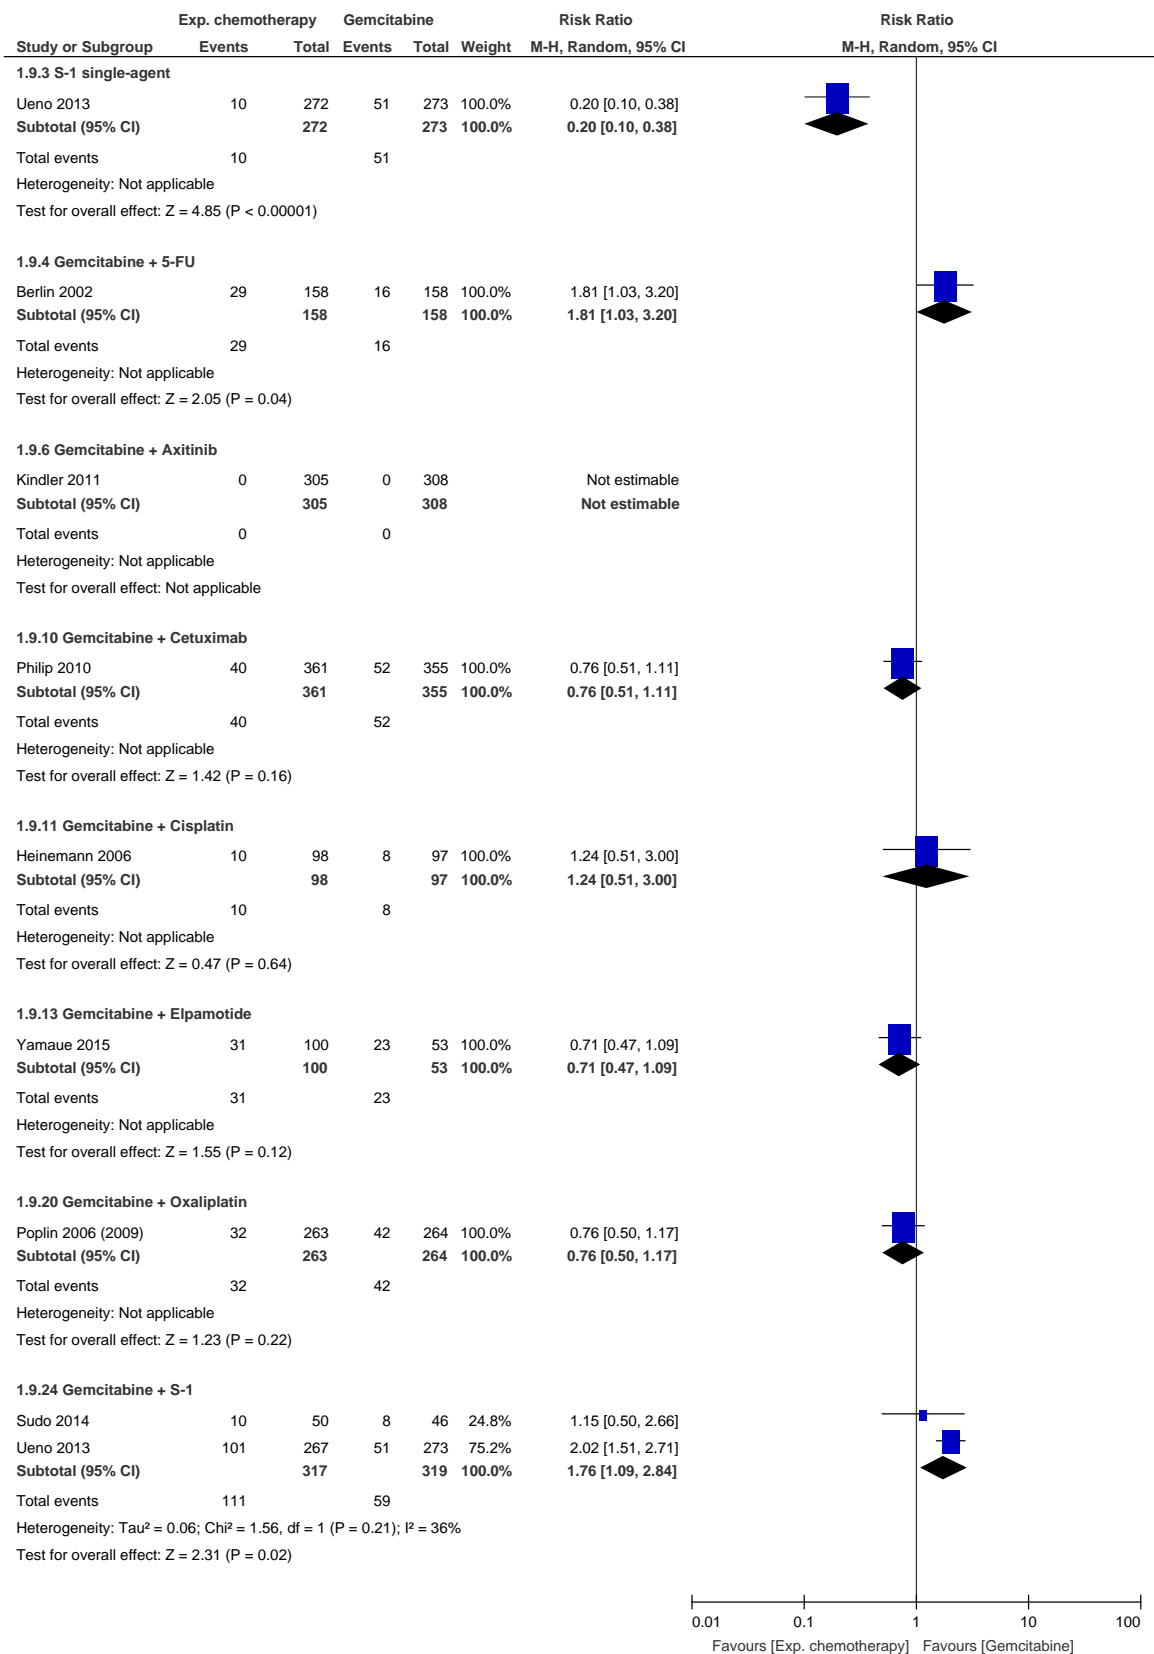 Exp. chemotherapy Gemcitabine Risk Ratio Risk Ratio
Study or Subgroup Events Total Events Total Weight M-H, Random, 95% CI M-H, Random, 95% CI
1.9.3 S-1 single-agent
Ueno 2013 10 272 51 273 100.0% 0.20 [0.10, 0.38]
Subtotal (95% CI) 272 273 100.0% 0.20 [0.10, 0.38]
Total events 10 51
Heterogeneity: Not applicable
Test for overall effect: Z = 4.85 (P < 0.00001)
1.9.4 Gemcitabine + 5-FU
Berlin 2002 29 158 16 158 100.0% 1.81 [1.03, 3.20]
Subtotal (95% CI) 158 158 100.0% 1.81 [1.03, 3.20]
Total events 29 16
Heterogeneity: Not applicable
Test for overall effect: Z = 2.05 (P = 0.04)
1.9.6 Gemcitabine + Axitinib
Kindler 2011 0 305 0 308 Not estimable
Subtotal (95% CI) 305 308 Not estimable
Total events 0 0
Heterogeneity: Not applicable
Test for overall effect: Not applicable
1.9.10 Gemcitabine + Cetuximab
Philip 2010 40 361 52 355 100.0% 0.76 [0.51, 1.11]
Subtotal (95% CI) 361 355 100.0% 0.76 [0.51, 1.11]
Total events 40 52
Heterogeneity: Not applicable
Test for overall effect: Z = 1.42 (P = 0.16)
1.9.11 Gemcitabine + Cisplatin
Heinemann 2006 10 98 8 97 100.0% 1.24 [0.51, 3.00]
Subtotal (95% CI) 98 97 100.0% 1.24 [0.51, 3.00]
Total events 10 8
Heterogeneity: Not applicable
Test for overall effect: Z = 0.47 (P = 0.64)
1.9.13 Gemcitabine + Elpamotide
Yamaue 2015 31 100 23 53 100.0% 0.71 [0.47, 1.09]
Subtotal (95% CI) 100 53 100.0% 0.71 [0.47, 1.09]
Total events 31 23
Heterogeneity: Not applicable
Test for overall effect: Z = 1.55 (P = 0.12)
1.9.20 Gemcitabine + Oxaliplatin
Poplin 2006 (2009) 32 263 42 264 100.0% 0.76 [0.50, 1.17]
Subtotal (95% CI) 263 264 100.0% 0.76 [0.50, 1.17]
Total events 32 42
Heterogeneity: Not applicable
Test for overall effect: Z = 1.23 (P = 0.22)
1.9.24 Gemcitabine + S-1
Sudo 2014 10 50 8 46 24.8% 1.15 [0.50, 2.66]
Ueno 2013 101 267 51 273 75.2% 2.02 [1.51, 2.71]
Subtotal (95% CI) 317 319 100.0% 1.76 [1.09, 2.84]
Total events 111 59
Heterogeneity: Tau² = 0.06; Chi² = 1.56, df = 1 (P = 0.21); I² = 36%
Test for overall effect: Z = 2.31 (P = 0.02)
0.01 0.1 1 10 100
Favours [Exp. chemotherapy] Favours [Gemcitabine]